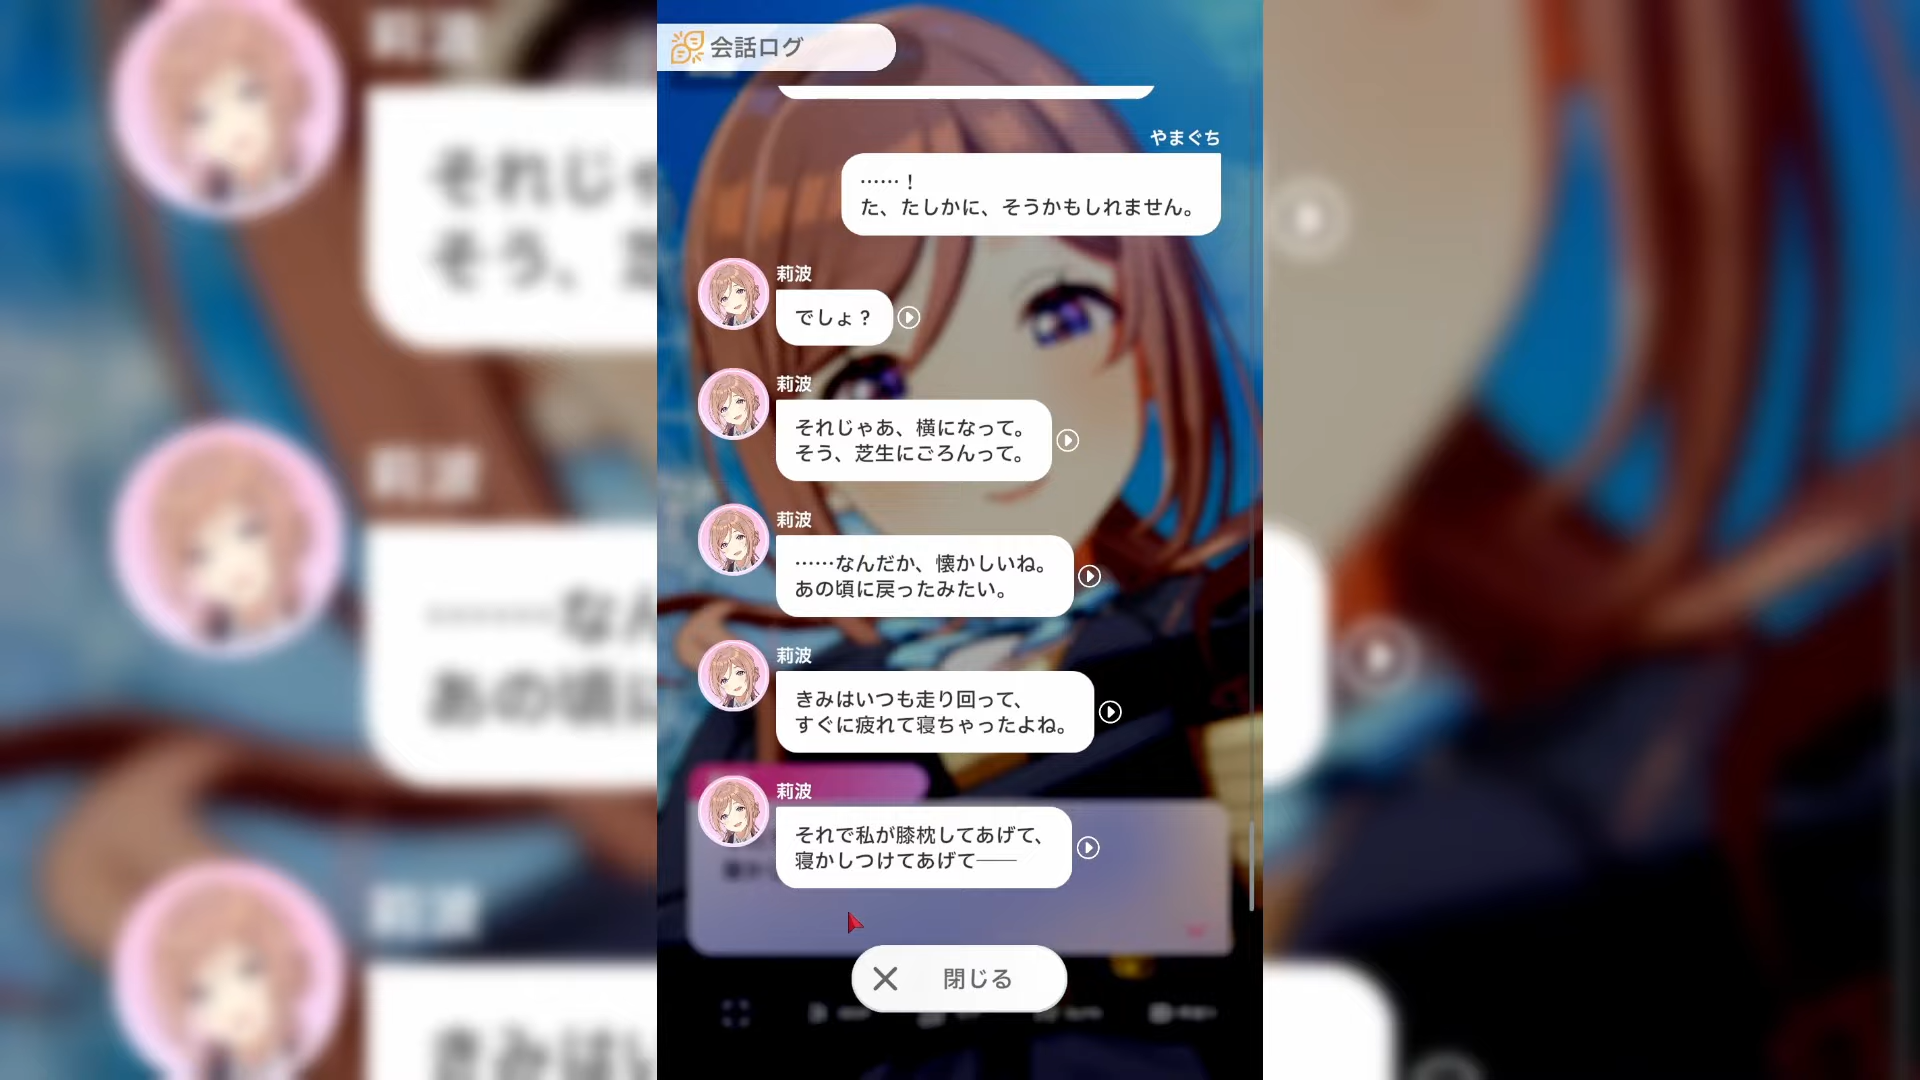 会話ログ
やまぐち
……！
た、たしかに、そうかもしれません。
莉波
でしょ？
莉波
それじゃあ、横になって。
そう、芝生にごろんって。
莉波
……なんだか、懐かしいね。
あの頃に戻ったみたい。
莉波
きみはいつも走り回って、
すぐに疲れて寝ちゃったよね。
莉波
それで私が膝枕してあげて、
寝かしつけてあげて──
閉じる